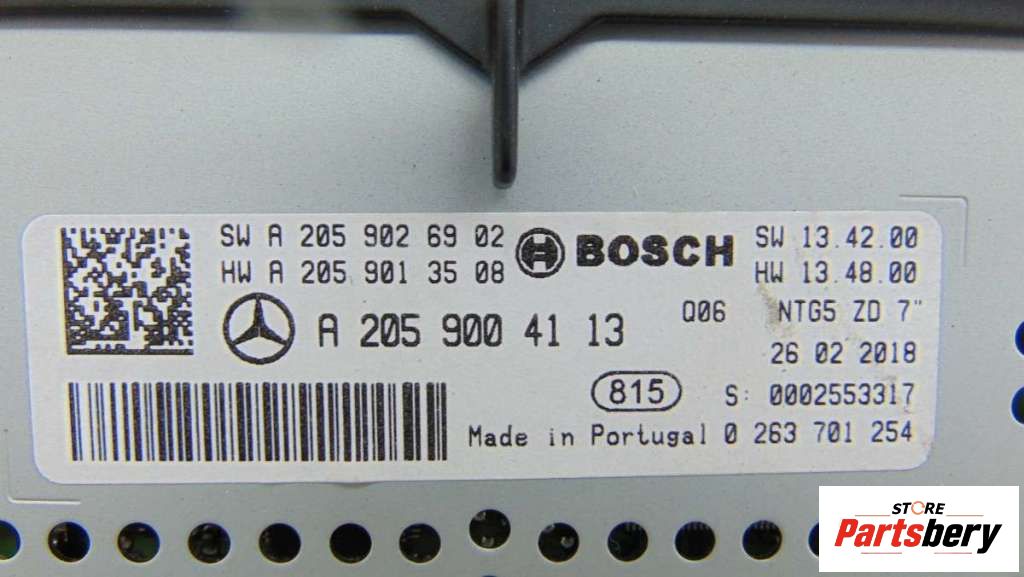 SW A 205 902 69 02
HW A 205 901 35 08
BOSCH
SW 13.42.00
HW 13.48.00
A 205 900 41 13
Q06 NTG5 ZD 7"
26 02 2018
815
S: 0002553317
Made in Portugal 0 263 701 254
STORE
Partsbery